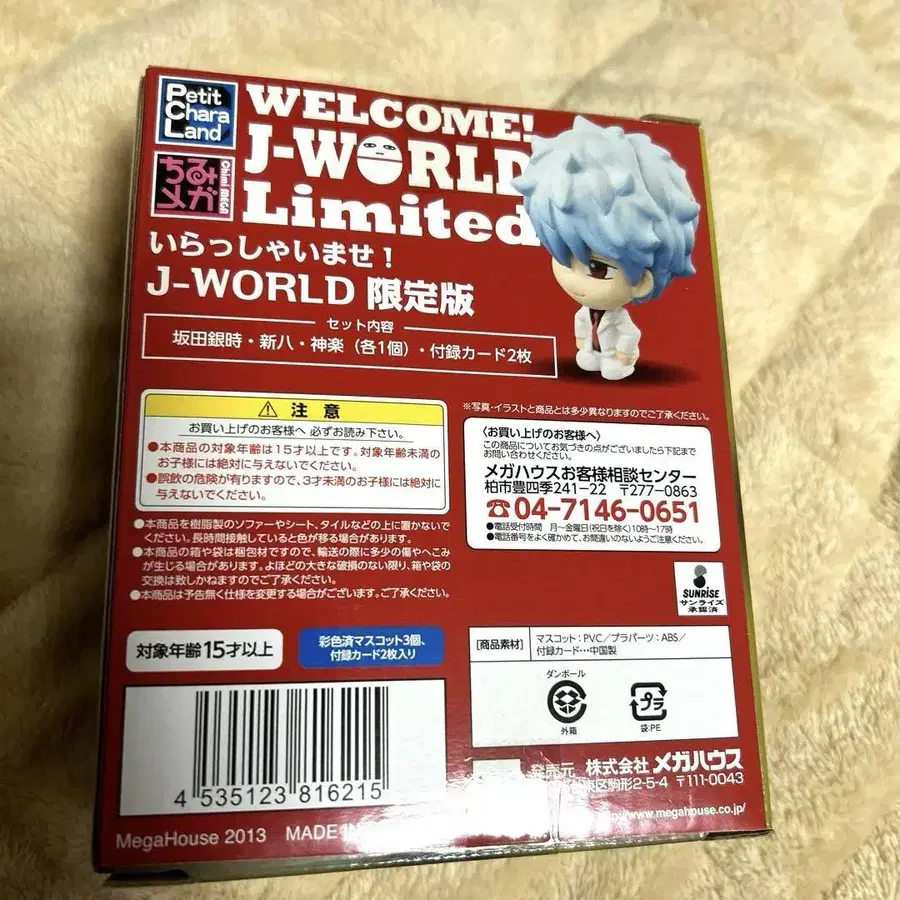 Petit
Chara
Land
ちるみ
メガ
Chimi MEGA
WELCOME!
J-WORLD
Limited
いらっしゃいませ！
J-WORLD 限定版
セット内容
坂田銀時・新八・神楽（各1個）・付録カード2枚
⚠ 注 意
お買い上げのお客様へ 必ずお読み下さい。
●本商品の対象年齢は15才以上です。対象年齢未満の
お子様には絶対に与えないでください。
●誤飲の危険が有りますので、3才未満のお子様には絶対に
与えないでください。
●本商品を樹脂製のソファーやシート、タイルなどの上に置かないで
ください。長時間接触していると色が移る場合があります。
●本商品の箱や袋は梱包材ですので、輸送の際に多少の傷やへこみ
が生じる場合があります。よほどの大きな破損のない限り、箱や袋の
交換は致しかねますのでご了承ください。
●本商品は予告無く仕様を変更する場合がございます。ご了承ください。
※写真・イラストと商品とは多少異なりますのでご了承ください。
〈お買い上げのお客様へ〉
この商品についてお気づきの点がございましたら下記まで
お問い合わせください。
メガハウスお客様相談センター
柏市豊四季241-22 〒277-0863
☎04-7146-0651
●電話受付時間 月〜金曜日(祝日を除く)10時〜17時
●電話番号をよく確かめて、お間違いのないようご注意ください。
SUNRISE
サンライズ
承認済
対象年齢15才以上
彩色済マスコット3個、
付録カード2枚入り
商品素材
マスコット：PVC／プラパーツ：ABS／
付録カード…中国製
ダンボール
外箱
プラ
袋:PE
4 535123 816215
発売元 株式会社 メガハウス
東区駒形2-5-4 〒111-0043
http://www.megahouse.co.jp/
MegaHouse 2013 MADE IN